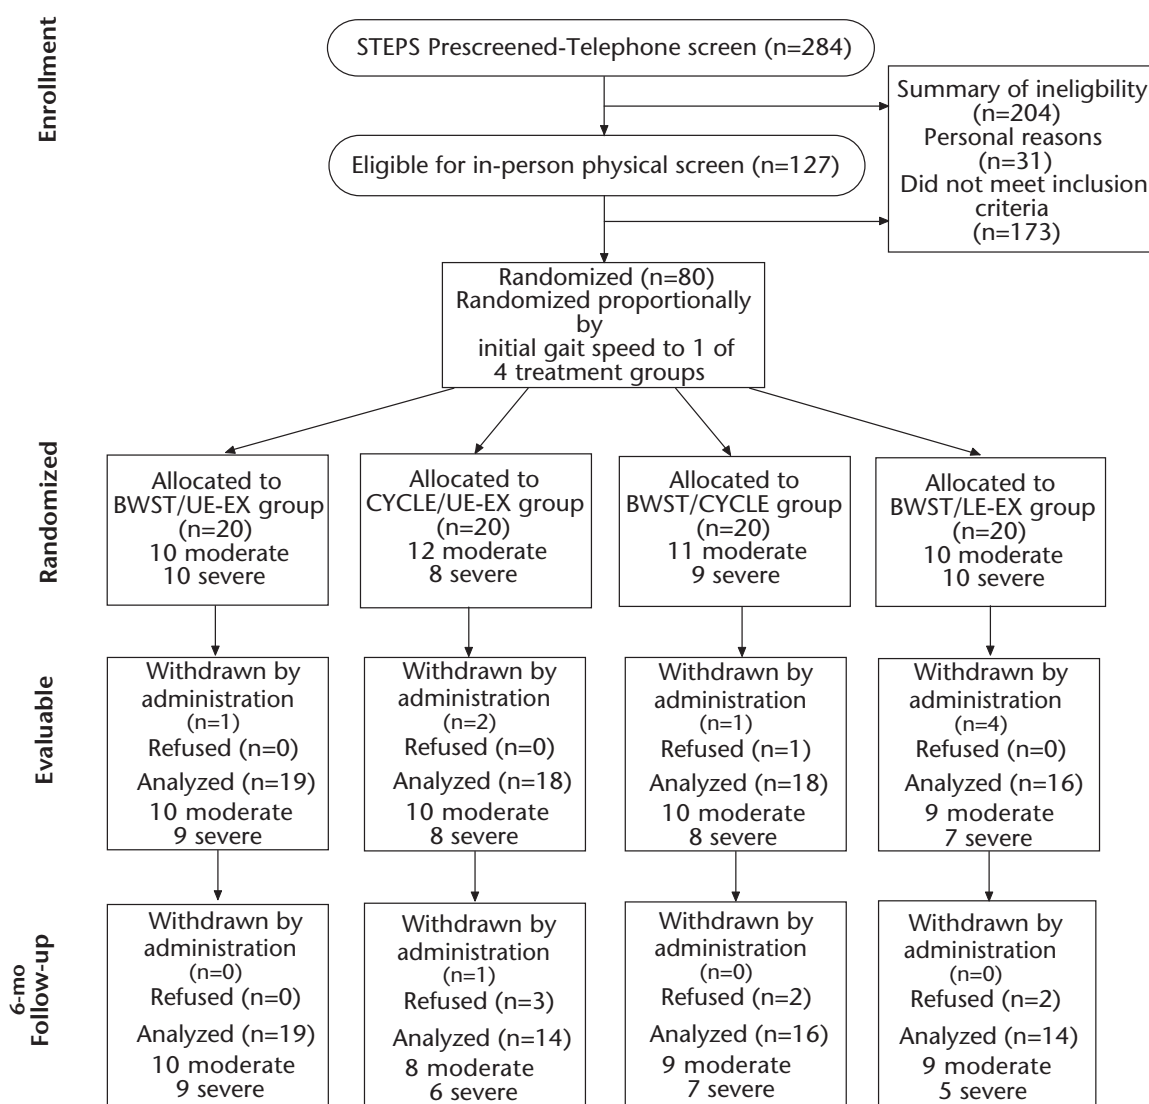 Enrollment
STEPS Prescreened-Telephone screen (n=284)
Summary of ineligbility
(n=204)
Personal reasons
(n=31)
Did not meet inclusion
criteria
(n=173)
Eligible for in-person physical screen (n=127)
Randomized (n=80)
Randomized proportionally
by
initial gait speed to 1 of
4 treatment groups
Randomized
Allocated to
BWST/UE-EX group
(n=20)
10 moderate
10 severe
Allocated to
CYCLE/UE-EX group
(n=20)
12 moderate
8 severe
Allocated to
BWST/CYCLE group
(n=20)
11 moderate
9 severe
Allocated to
BWST/LE-EX group
(n=20)
10 moderate
10 severe
Evaluable
Withdrawn by
administration
(n=1)
Refused (n=0)
Analyzed (n=19)
10 moderate
9 severe
Withdrawn by
administration
(n=2)
Refused (n=0)
Analyzed (n=18)
10 moderate
8 severe
Withdrawn by
administration
(n=1)
Refused (n=1)
Analyzed (n=18)
10 moderate
8 severe
Withdrawn by
administration
(n=4)
Refused (n=0)
Analyzed (n=16)
9 moderate
7 severe
6-mo
Follow-up
Withdrawn by
administration
(n=0)
Refused (n=0)
Analyzed (n=19)
10 moderate
9 severe
Withdrawn by
administration
(n=1)
Refused (n=3)
Analyzed (n=14)
8 moderate
6 severe
Withdrawn by
administration
(n=0)
Refused (n=2)
Analyzed (n=16)
9 moderate
7 severe
Withdrawn by
administration
(n=0)
Refused (n=2)
Analyzed (n=14)
9 moderate
5 severe